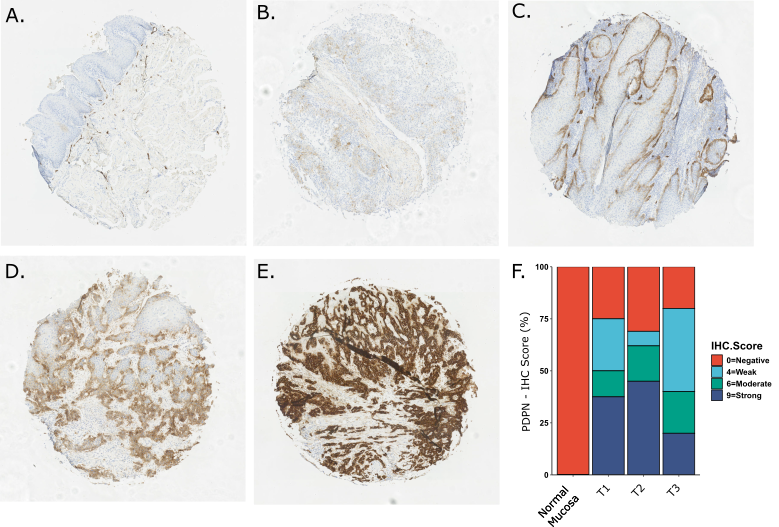 A.
B.
C.
D.
E.
F.
100
75
50
25
0
PDPN - IHC Score (%)
Normal
Mucosa
T1
T2
T3
IHC.Score
0=Negative
4=Weak
6=Moderate
9=Strong